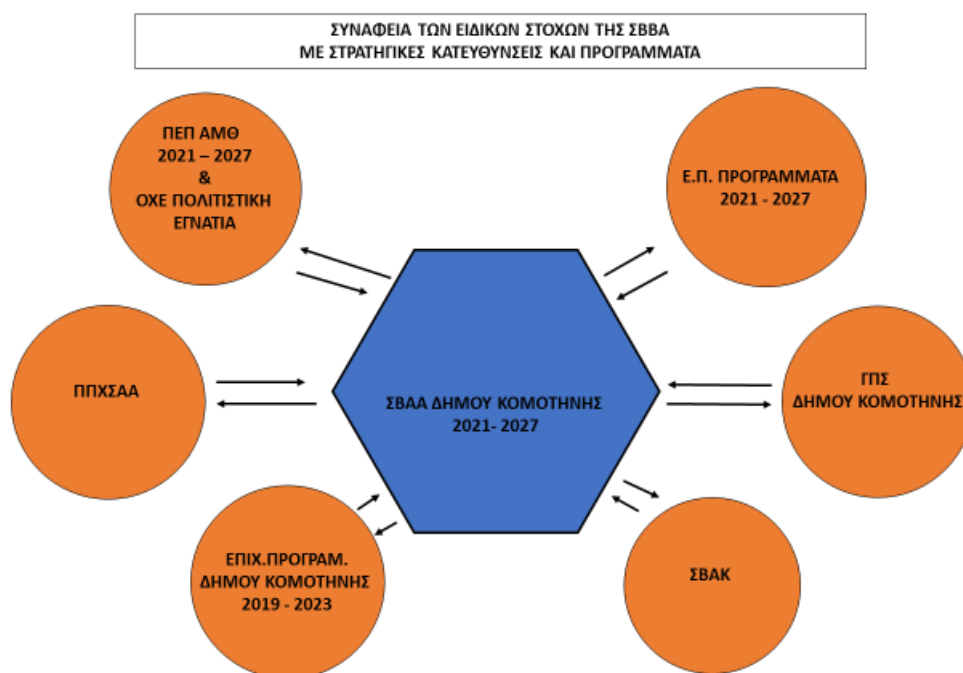 ΣΥΝΑΦΕΙΑ ΤΩΝ ΕΙΔΙΚΩΝ ΣΤΟΧΩΝ ΤΗΣ ΣΒΒΑ
ΜΕ ΣΤΡΑΤΗΓΙΚΕΣ ΚΑΤΕΥΘΥΝΣΕΙΣ ΚΑΙ ΠΡΟΓΡΑΜΜΑΤΑ
ΠΕΠ ΑΜΘ
2021 – 2027
&
ΟΧΕ ΠΟΛΙΤΙΣΤΙΚΗ
ΕΓΝΑΤΙΑ
Ε.Π. ΠΡΟΓΡΑΜΜΑΤΑ
2021 - 2027
ΠΠΧΣΑΑ
ΣΒΑΑ ΔΗΜΟΥ ΚΟΜΟΤΗΝΗΣ
2021- 2027
ΓΠΣ
ΔΗΜΟΥ ΚΟΜΟΤΗΝΗΣ
ΕΠΙΧ.ΠΡΟΓΡΑΜ.
ΔΗΜΟΥ ΚΟΜΟΤΗΝΗΣ
2019 - 2023
ΣΒΑΚ